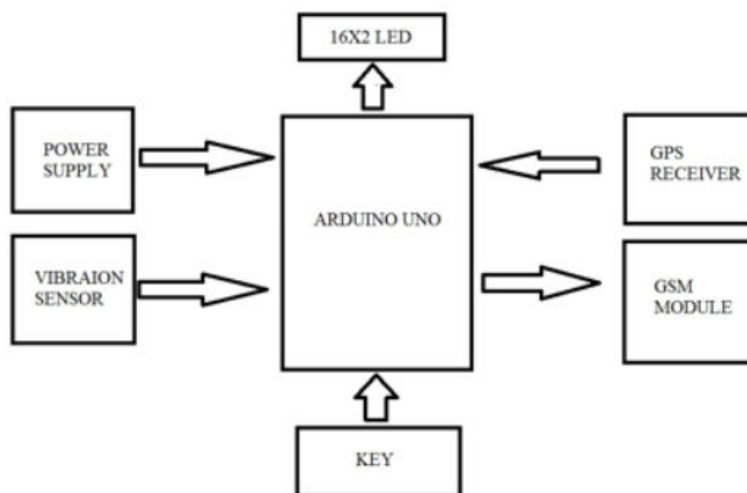 16X2 LED
POWER
SUPPLY
GPS
RECEIVER
ARDUINO UNO
VIBRAION
SENSOR
GSM
MODULE
KEY